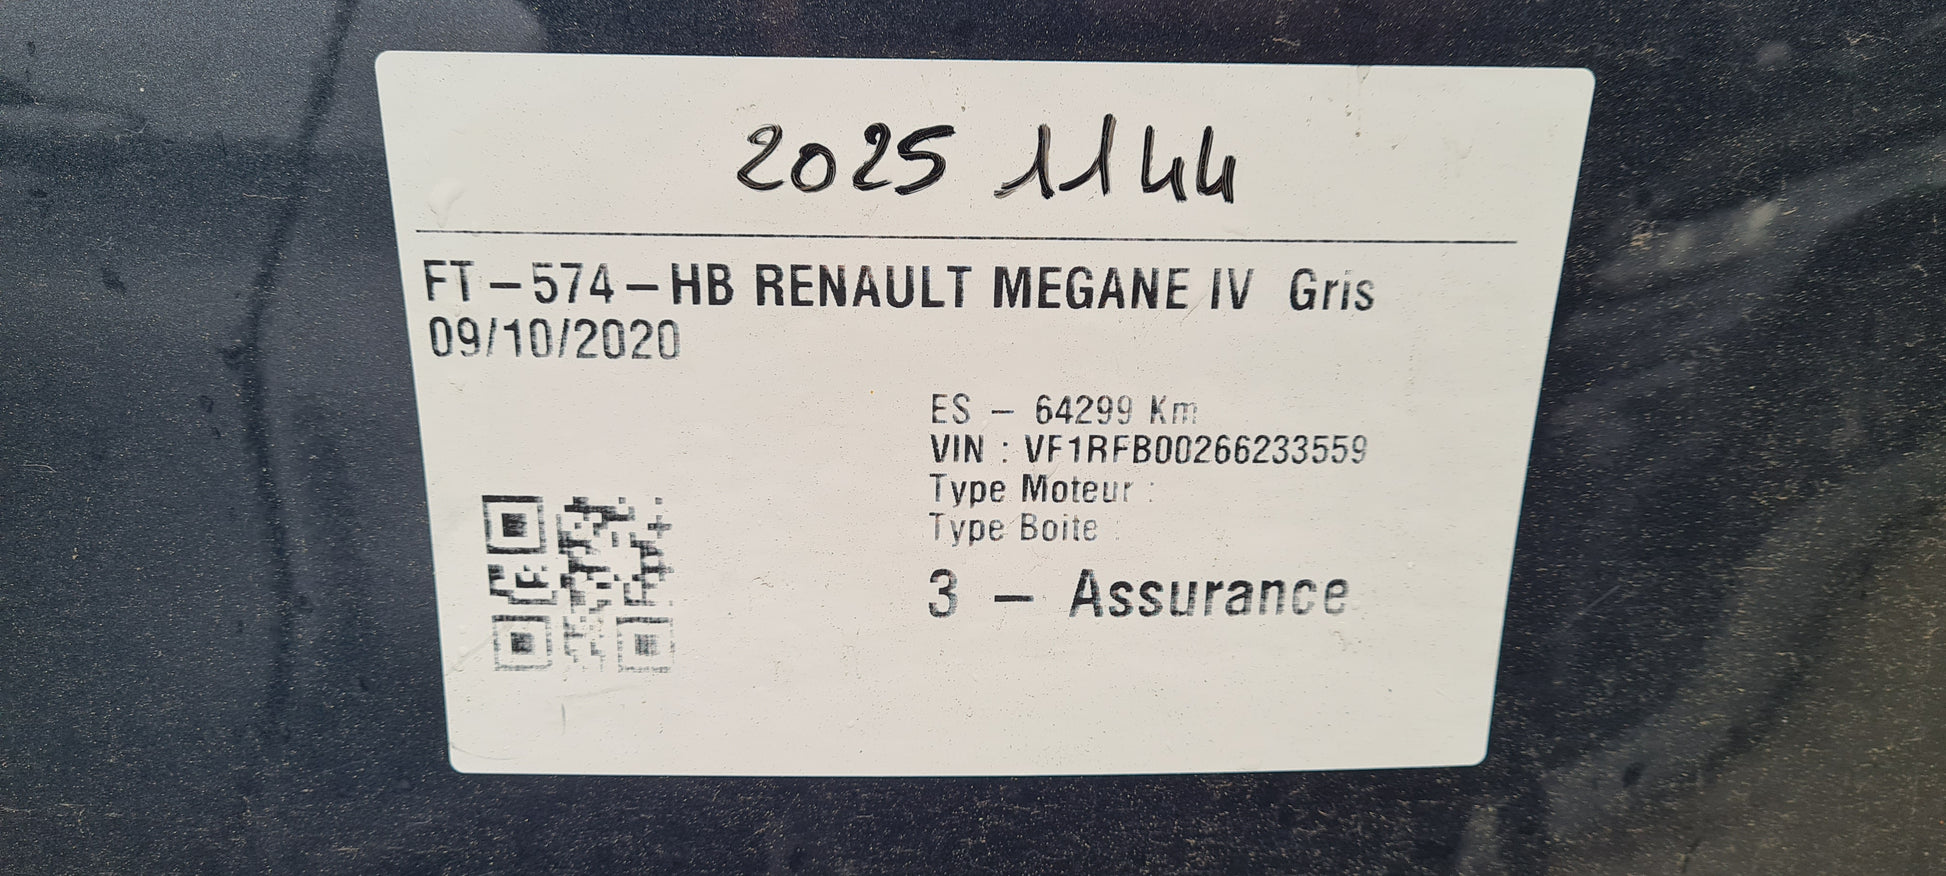 2025 1144
FT-574-HB RENAULT MEGANE IV Gris
09/10/2020
ES - 64299 Km
VIN : VF1RFB00266233559
Type Moteur :
Type Boite :
3 - Assurance